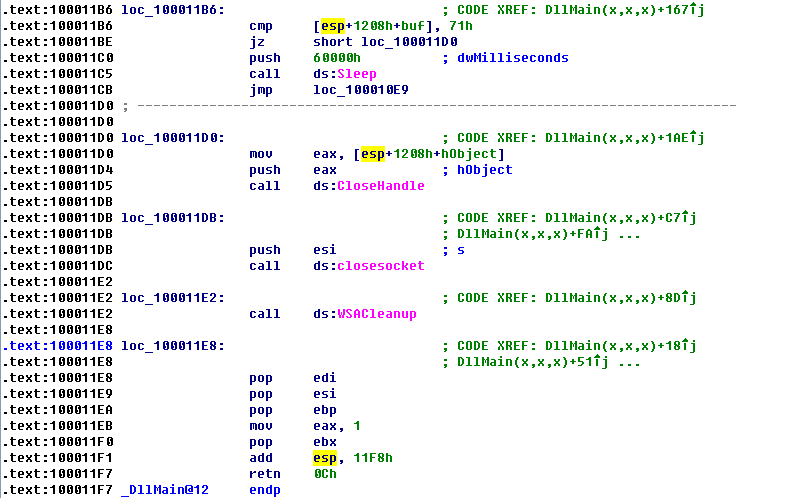 .text:100011B6 loc_100011B6: ; CODE XREF: DllMain(x,x,x)+167↑j
.text:100011B6 cmp [esp+1208h+buf], 71h
.text:100011BE jz short loc_100011D0
.text:100011C0 push 60000h ; dwMilliseconds
.text:100011C5 call ds:Sleep
.text:100011CB jmp loc_100010E9
.text:100011D0 ; ---------------------------------------------------------------------------
.text:100011D0
.text:100011D0 loc_100011D0: ; CODE XREF: DllMain(x,x,x)+1AE↑j
.text:100011D0 mov eax, [esp+1208h+hObject]
.text:100011D4 push eax ; hObject
.text:100011D5 call ds:CloseHandle
.text:100011DB
.text:100011DB loc_100011DB: ; CODE XREF: DllMain(x,x,x)+C7↑j
.text:100011DB ; DllMain(x,x,x)+FA↑j ...
.text:100011DB push esi ; s
.text:100011DC call ds:closesocket
.text:100011E2
.text:100011E2 loc_100011E2: ; CODE XREF: DllMain(x,x,x)+8D↑j
.text:100011E2 call ds:WSACleanup
.text:100011E8
.text:100011E8 loc_100011E8: ; CODE XREF: DllMain(x,x,x)+18↑j
.text:100011E8 ; DllMain(x,x,x)+51↑j ...
.text:100011E8 pop edi
.text:100011E9 pop esi
.text:100011EA pop ebp
.text:100011EB mov eax, 1
.text:100011F0 pop ebx
.text:100011F1 add esp, 11F8h
.text:100011F7 retn 0Ch
.text:100011F7 _DllMain@12 endp